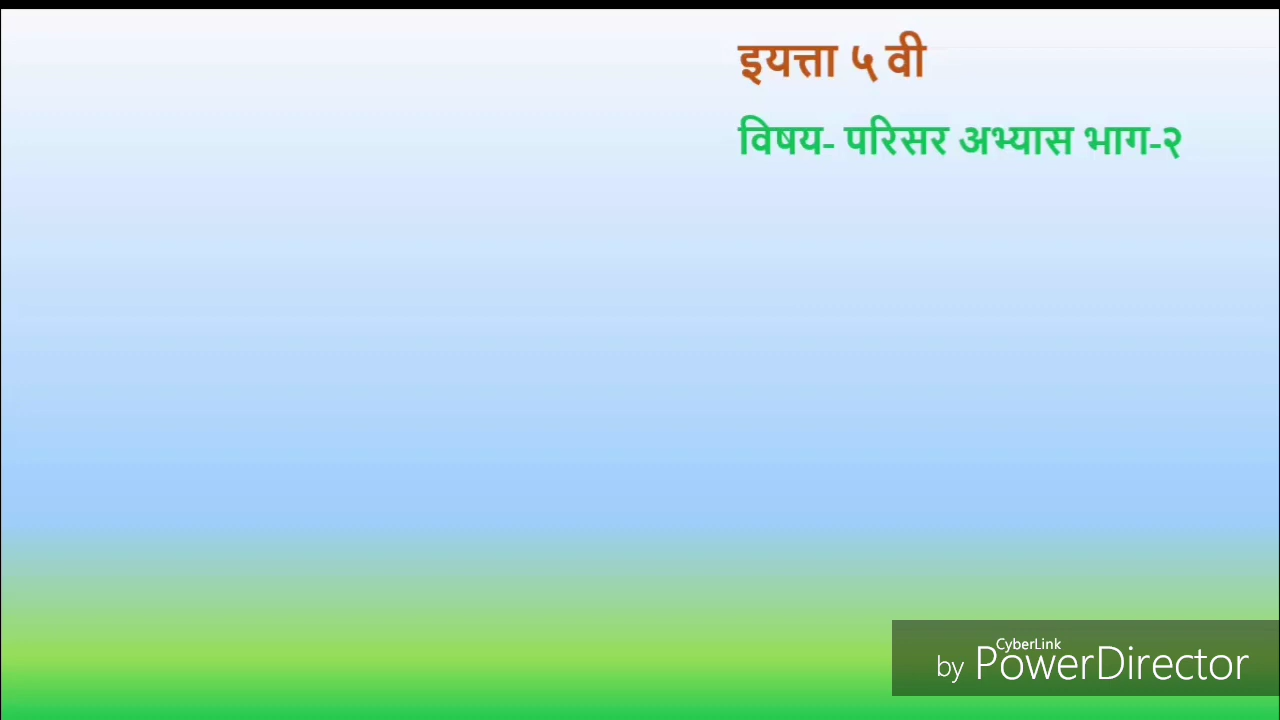 इयत्ता ५ वी
विषय- परिसर अभ्यास भाग-२
CyberLink
by PowerDirector